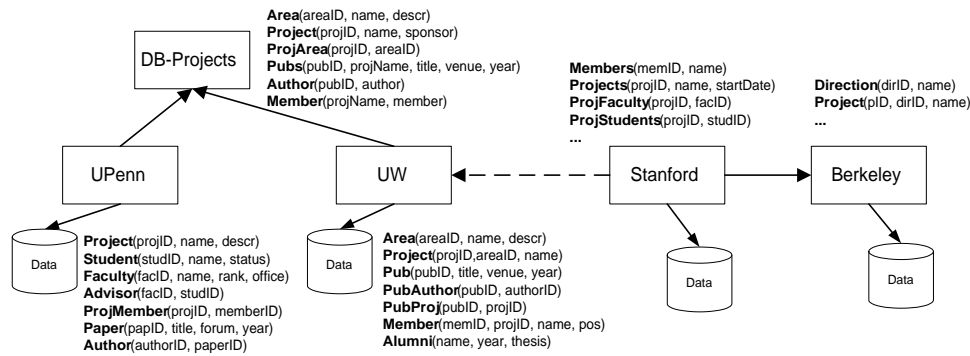 Area(areaID, name, descr)
Project(projID, name, sponsor)
ProjArea(projID, areaID)
Pubs(pubID, projName, title, venue, year)
Author(pubID, author)
Member(projName, member)
DB-Projects
Members(memID, name)
Projects(projID, name, startDate)
ProjFaculty(projID, facID)
ProjStudents(projID, studID)
...
Direction(dirID, name)
Project(pID, dirID, name)
...
UPenn
UW
Stanford
Berkeley
Data
Project(projID, name, descr)
Student(studID, name, status)
Faculty(facID, name, rank, office)
Advisor(facID, studID)
ProjMember(projID, memberID)
Paper(papID, title, forum, year)
Author(authorID, paperID)
Data
Area(areaID, name, descr)
Project(projID,areaID, name)
Pub(pubID, title, venue, year)
PubAuthor(pubID, authorID)
PubProj(pubID, projID)
Member(memID, projID, name, pos)
Alumni(name, year, thesis)
Data
Data